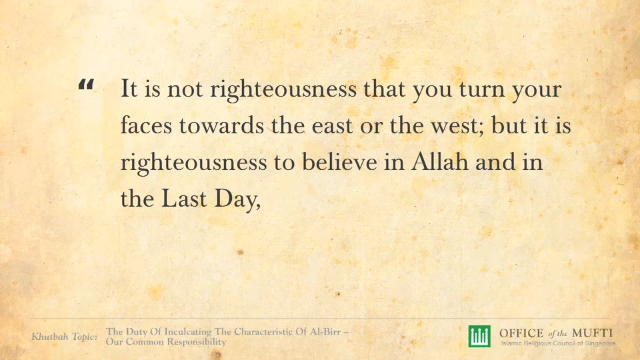 “ It is not righteousness that you turn your
faces towards the east or the west; but it is
righteousness to believe in Allah and in
the Last Day,
Khutbah Topic: The Duty Of Inculcating The Characteristic Of Al-Birr –
Our Common Responsibility
OFFICE of the MUFTI
Islamic Religious Council of Singapore